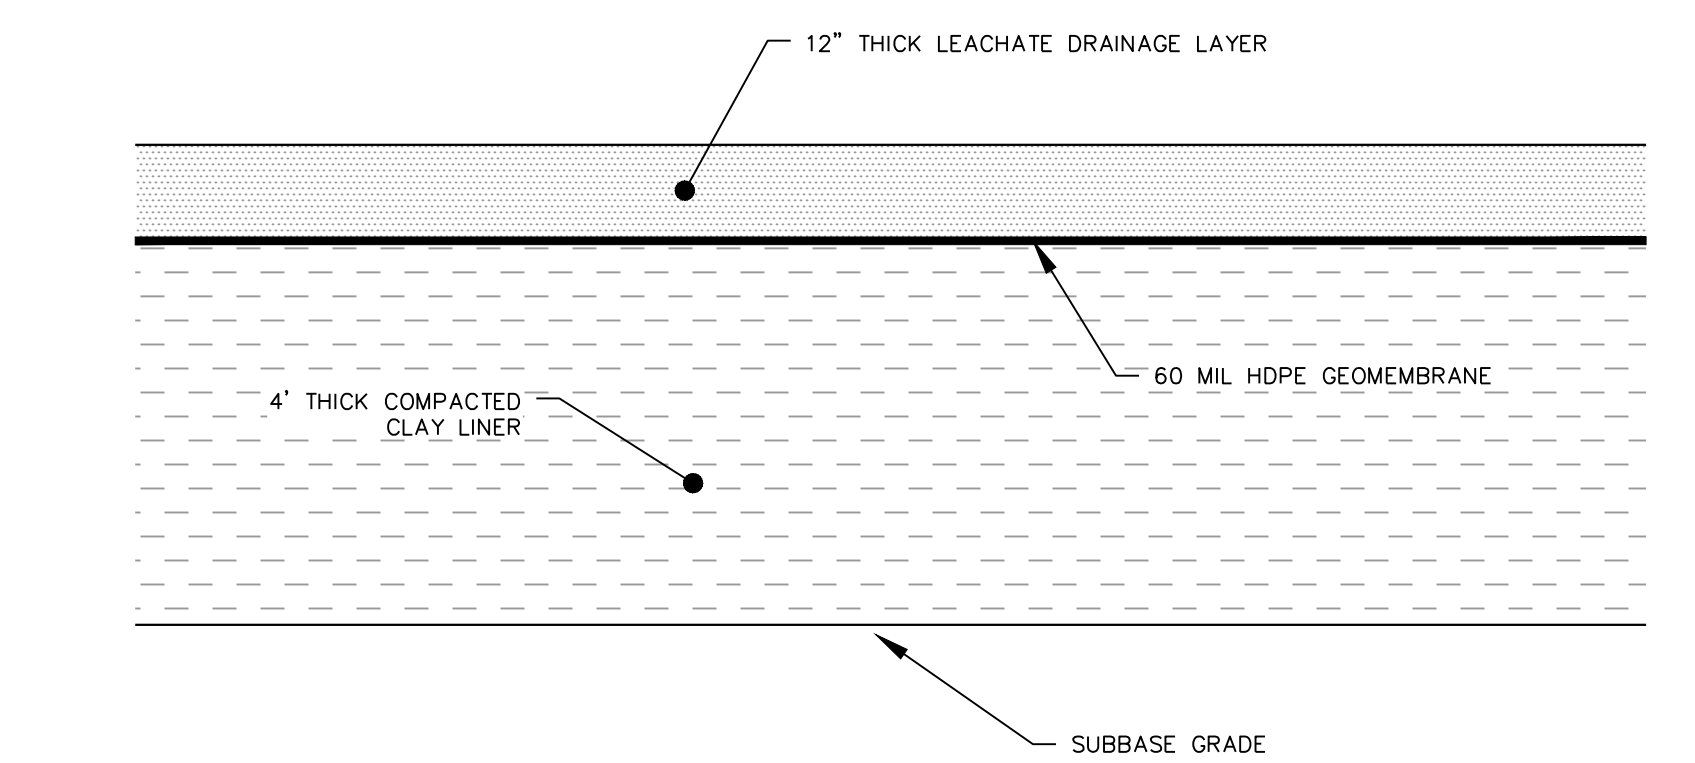 12" THICK LEACHATE DRAINAGE LAYER
60 MIL HDPE GEOMEMBRANE
4' THICK COMPACTED
CLAY LINER
SUBBASE GRADE